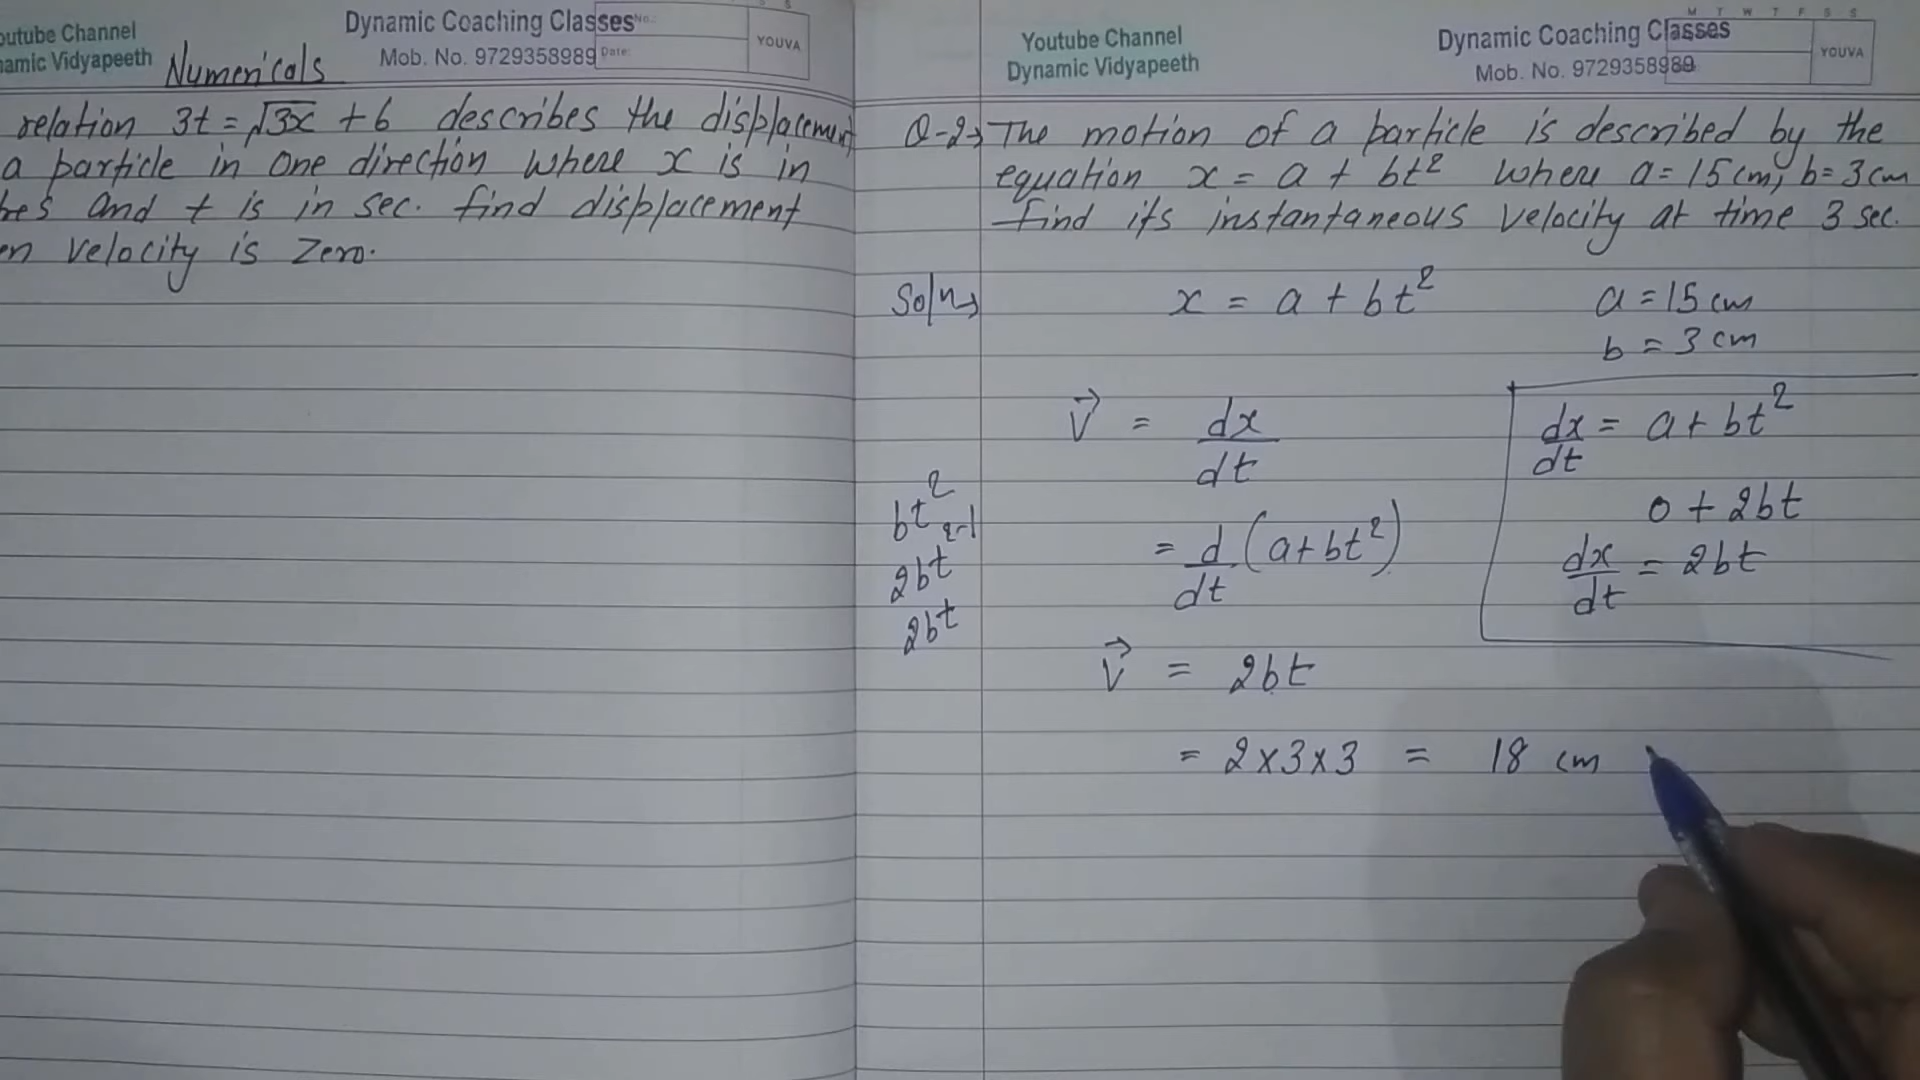 Youtube Channel
Dynamic Coaching Classes
Vidyapeeth
Mob. No. 9729358989
Date:
YOUVA
Numericals
relation 3t = √3x + 6 describes the displacement
a particle in one direction where x is in
and t is in sec. find displacement
velocity is zero.
M T W T F S S
Youtube Channel
Dynamic Coaching Classes
Dynamic Vidyapeeth
Mob. No. 9729358989
YOUVA
Q-2→ The motion of a particle is described by the
equation x = a + bt² where a = 15 cm, b = 3 cm
find its instantaneous velocity at time 3 sec.
Soln→ x = a + bt² a = 15 cm
b = 3 cm
v⃗ = dx/dt
dx/dt = a + bt²
0 + 2bt
dx/dt = 2bt
bt²
2bt²⁻¹
2bt
= d/dt (a+bt²)
v⃗ = 2bt
= 2×3×3 = 18 cm